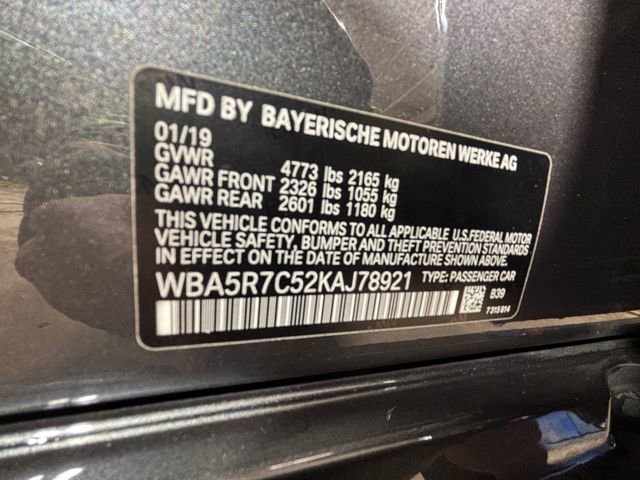 MFD BY BAYERISCHE MOTOREN WERKE AG
01/19
GVWR 4773 lbs 2165 kg
GAWR FRONT 2326 lbs 1055 kg
GAWR REAR 2601 lbs 1180 kg
THIS VEHICLE CONFORMS TO ALL APPLICABLE U.S.FEDERAL MOTOR
VEHICLE SAFETY, BUMPER AND THEFT PREVENTION STANDARDS
IN EFFECT ON THE DATE OF MANUFACTURE SHOWN ABOVE.
WBA5R7C52KAJ78921 TYPE: PASSENGER CAR
B39
7315814